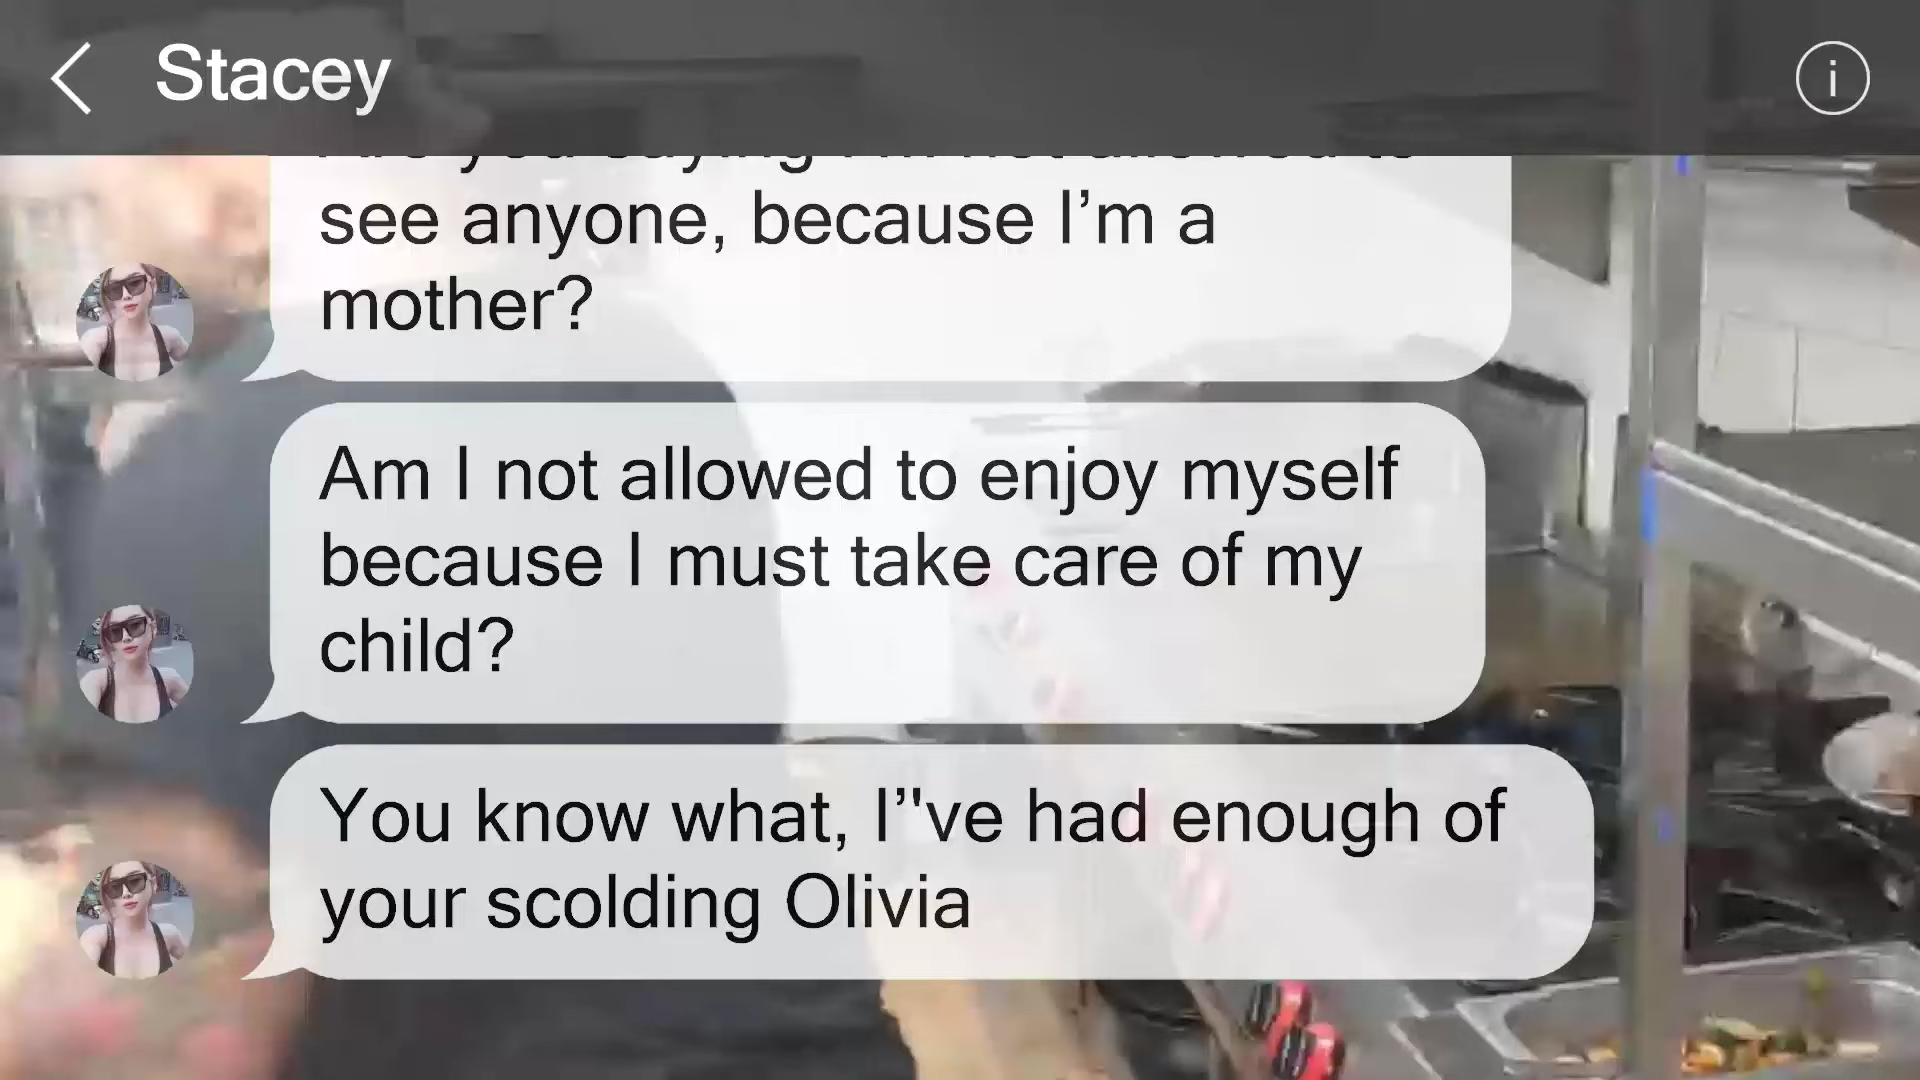 Stacey
see anyone, because I’m a
mother?
Am I not allowed to enjoy myself
because I must take care of my
child?
You know what, I”'ve had enough of
your scolding Olivia